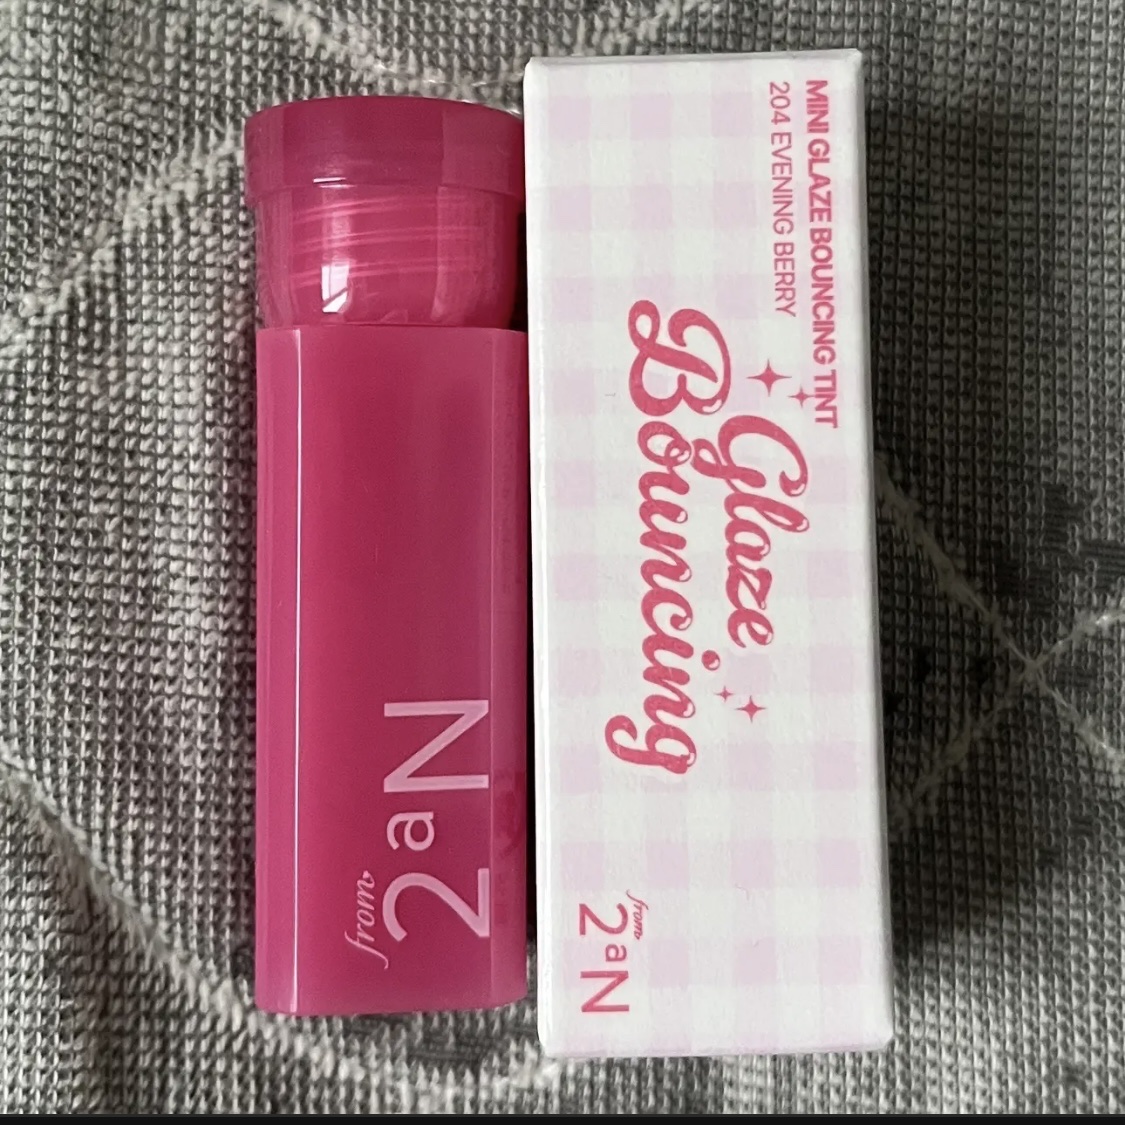 from
2aN
MINI GLAZE BOUNCING TINT
204 EVENING BERRY
Glaze
Bouncing
from
2aN